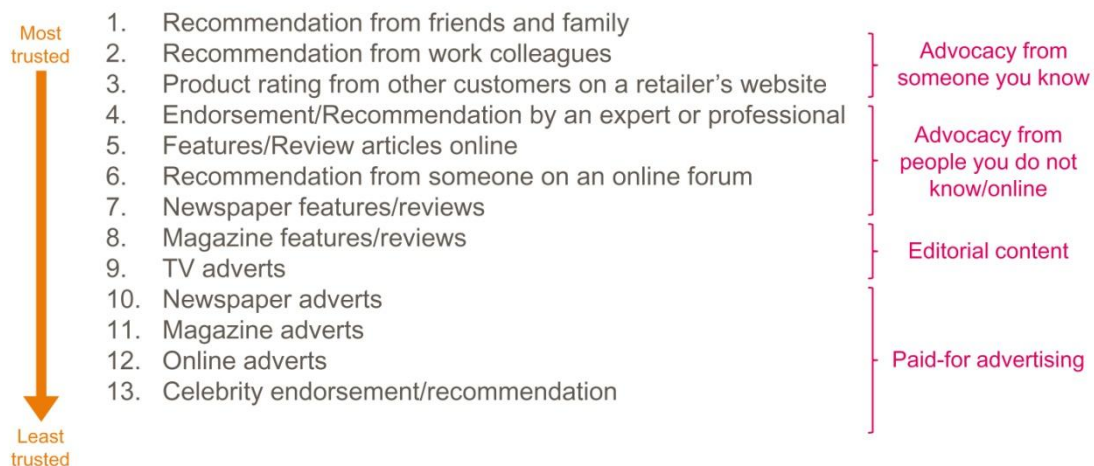 Most
trusted
1. Recommendation from friends and family
2. Recommendation from work colleagues
3. Product rating from other customers on a retailer's website
4. Endorsement/Recommendation by an expert or professional
5. Features/Review articles online
6. Recommendation from someone on an online forum
7. Newspaper features/reviews
8. Magazine features/reviews
9. TV adverts
10. Newspaper adverts
11. Magazine adverts
12. Online adverts
13. Celebrity endorsement/recommendation
Least
trusted
Advocacy from
someone you know
Advocacy from
people you do not
know/online
Editorial content
Paid-for advertising